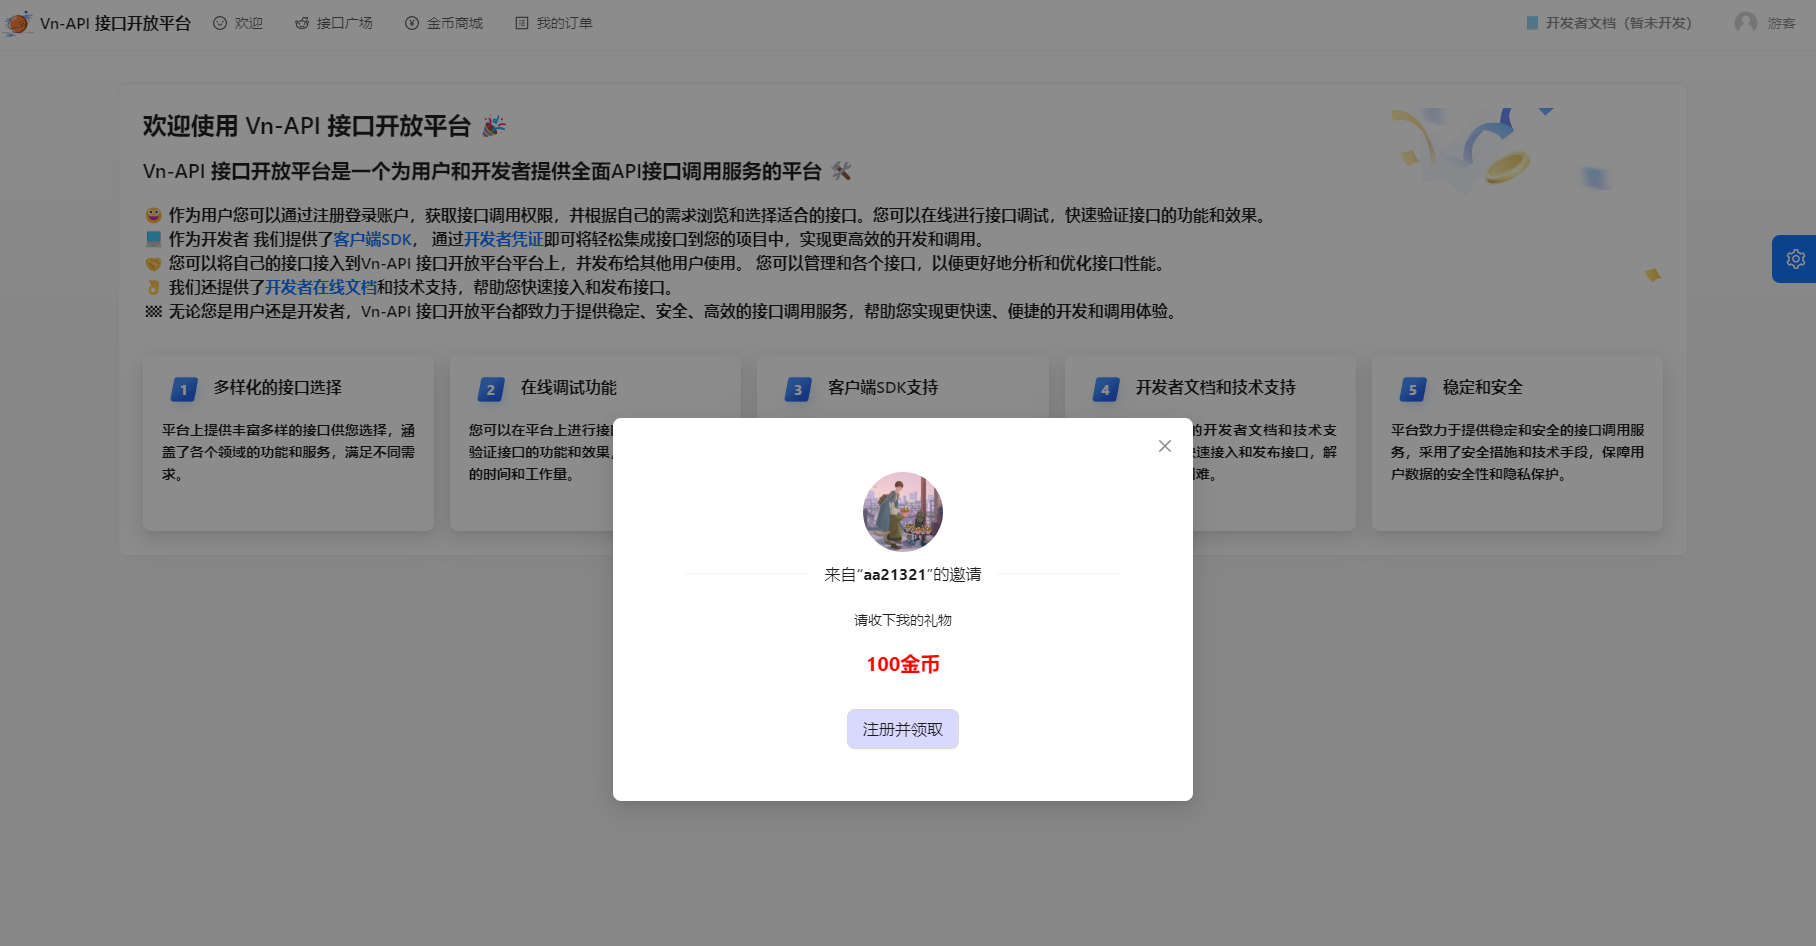 Vn-API 接口开放平台
欢迎
接口广场
金币商城
我的订单
开发者文档（暂未开发）
游客
欢迎使用 Vn-API 接口开放平台
Vn-API 接口开放平台是一个为用户和开发者提供全面API接口调用服务的平台
作为用户您可以通过注册登录账户，获取接口调用权限，并根据自己的需求浏览和选择适合的接口。您可以在线进行接口调试，快速验证接口的功能和效果。
作为开发者 我们提供了客户端SDK， 通过开发者凭证即可将轻松集成接口到您的项目中，实现更高效的开发和调用。
您可以将自己的接口接入到Vn-API 接口开放平台平台上，并发布给其他用户使用。 您可以管理和各个接口，以便更好地分析和优化接口性能。
我们还提供了开发者在线文档和技术支持，帮助您快速接入和发布接口。
无论您是用户还是开发者，Vn-API 接口开放平台都致力于提供稳定、安全、高效的接口调用服务，帮助您实现更快速、便捷的开发和调用体验。
1 多样化的接口选择
平台上提供丰富多样的接口供您选择，涵
盖了各个领域的功能和服务，满足不同需
求。
2 在线调试功能
您可以在平台上进行接
验证接口的功能和效果，
的时间和工作量。
3 客户端SDK支持
4 开发者文档和技术支持
的开发者文档和技术支
速接入和发布接口，解
难。
5 稳定和安全
平台致力于提供稳定和安全的接口调用服
务，采用了安全措施和技术手段，保障用
户数据的安全性和隐私保护。
来自“aa21321”的邀请
请收下我的礼物
100金币
注册并领取